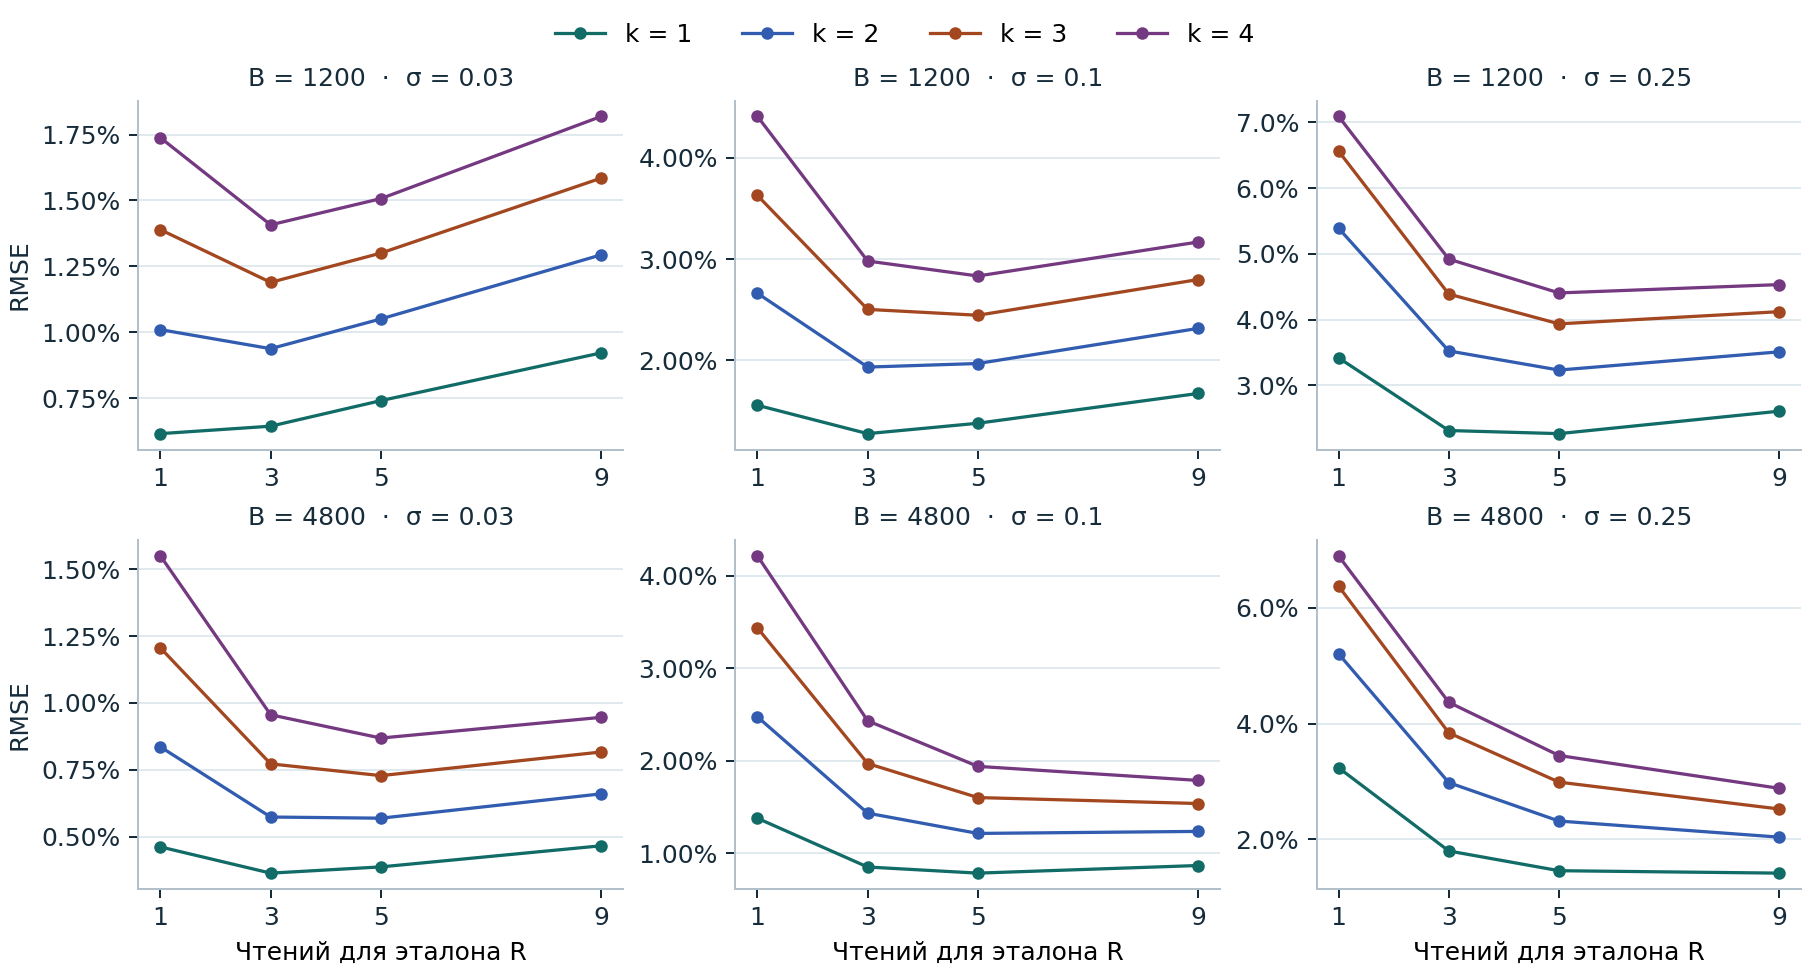 k = 1 k = 2 k = 3 k = 4
B = 1200 · σ = 0.03
RMSE
1.75%
1.50%
1.25%
1.00%
0.75%
1 3 5 9
B = 1200 · σ = 0.1
4.00%
3.00%
2.00%
1 3 5 9
B = 1200 · σ = 0.25
7.0%
6.0%
5.0%
4.0%
3.0%
1 3 5 9
B = 4800 · σ = 0.03
RMSE
1.50%
1.25%
1.00%
0.75%
0.50%
1 3 5 9
Чтений для эталона R
B = 4800 · σ = 0.1
4.00%
3.00%
2.00%
1.00%
1 3 5 9
Чтений для эталона R
B = 4800 · σ = 0.25
6.0%
4.0%
2.0%
1 3 5 9
Чтений для эталона R